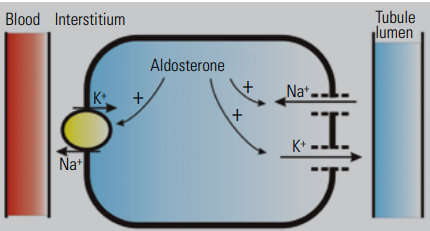 Blood
Interstitium
Tubule
lumen
Aldosterone
K+
+
+
+
Na+
K+
Na+